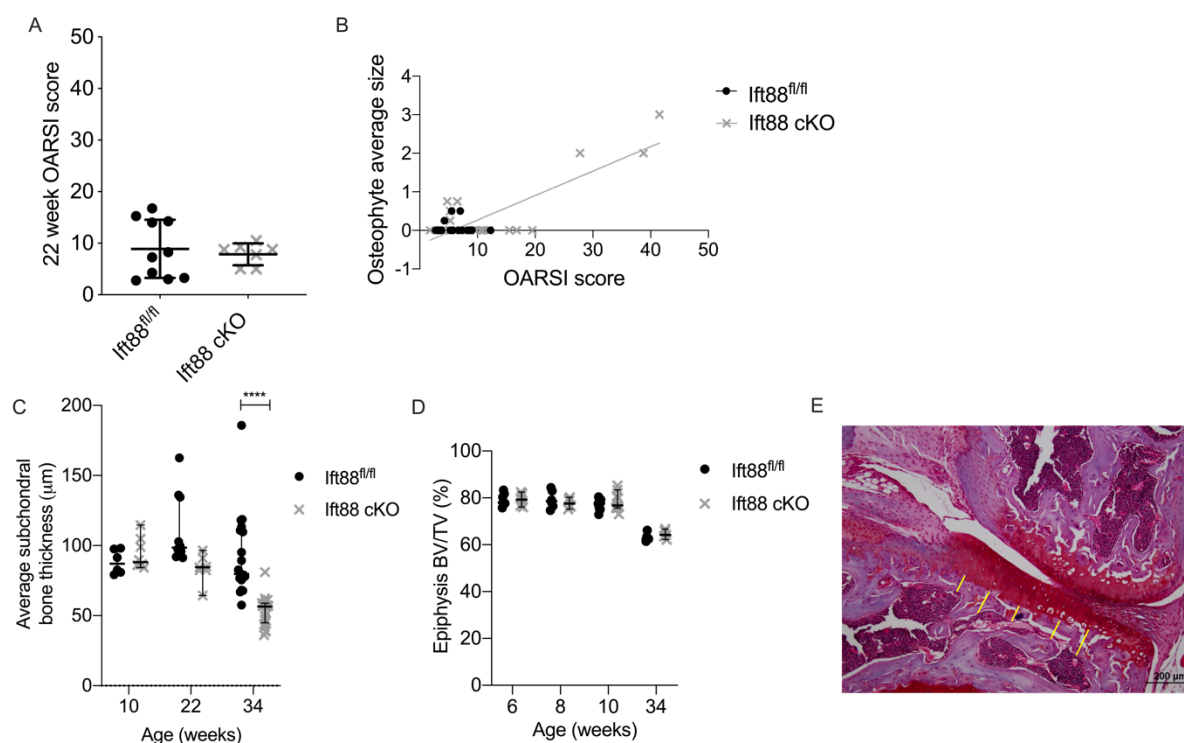 A
22 week OARSI score
50
40
30
20
10
0
Ift88fl/fl
Ift88 cKO
B
Osteophyte average size
4
3
2
1
0
-1
10 20 30 40 50
OARSI score
Ift88fl/fl
Ift88 cKO
C
Average subchondral
bone thickness (μm)
200
150
100
50
0
****
10 22 34
Age (weeks)
Ift88fl/fl
Ift88 cKO
D
Epiphysis BV/TV (%)
100
80
60
40
20
0
6 8 10 34
Age (weeks)
Ift88fl/fl
Ift88 cKO
E
200 μm